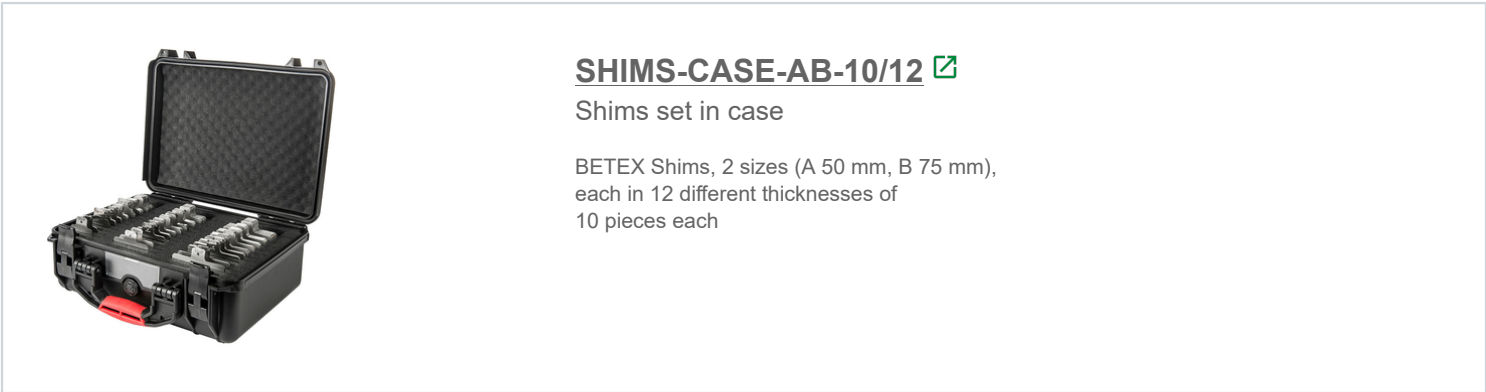 SHIMS-CASE-AB-10/12
Shims set in case
BETEX Shims, 2 sizes (A 50 mm, B 75 mm),
each in 12 different thicknesses of
10 pieces each